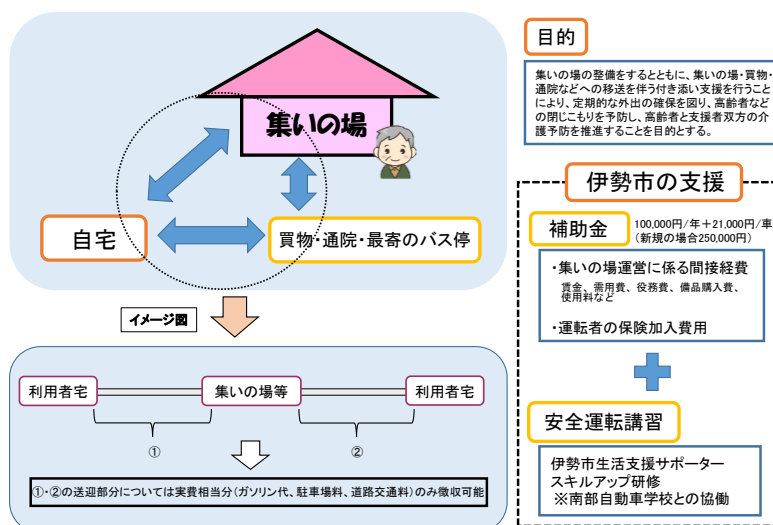 集いの場
自宅
買物・通院・最寄のバス停
イメージ図
利用者宅
集いの場等
利用者宅
①
②
①・②の送迎部分については実費相当分(ガソリン代、駐車場料、道路交通料)のみ徴収可能
目的
集いの場の整備をするとともに、集いの場・買物・
通院などへの移送を伴う付き添い支援を行うこと
により、定期的な外出の確保を図り、高齢者など
の閉じこもりを予防し、高齢者と支援者双方の介
護予防を推進することを目的とする。
伊勢市の支援
補助金
100,000円/年+21,000円/車
(新規の場合250,000円)
・集いの場運営に係る間接経費
賃金、需用費、役務費、備品購入費、
使用料など
・運転者の保険加入費用
安全運転講習
伊勢市生活支援サポーター
スキルアップ研修
※南部自動車学校との協働